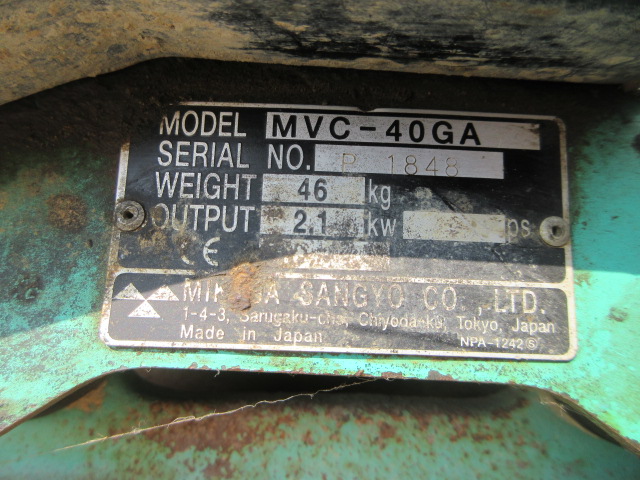 MODEL MVC-40GA
SERIAL NO. P 1848
WEIGHT 46 kg
OUTPUT 2.1 kw ps
CE
SANGYO CO., LTD.
1-4-3, Sarugaku-cho, Chiyoda-ku, Tokyo, Japan
Made in Japan NPA-1242 S